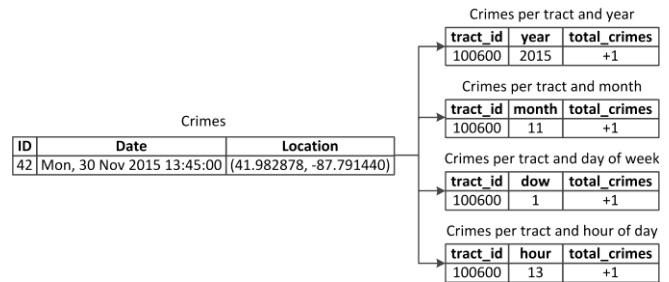 Crimes
ID Date Location
42 Mon, 30 Nov 2015 13:45:00 (41.982878, -87.791440)
Crimes per tract and year
tract_id year total_crimes
100600 2015 +1
Crimes per tract and month
tract_id month total_crimes
100600 11 +1
Crimes per tract and day of week
tract_id dow total_crimes
100600 1 +1
Crimes per tract and hour of day
tract_id hour total_crimes
100600 13 +1